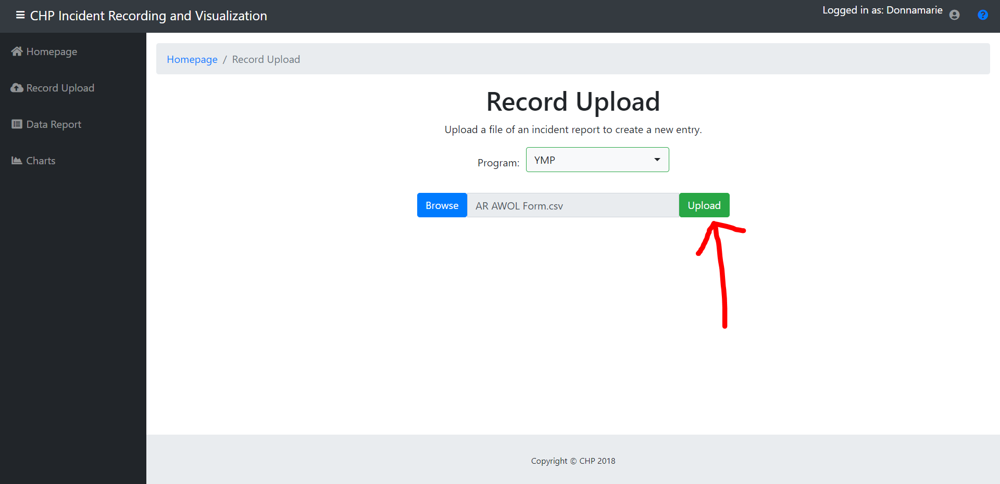 CHP Incident Recording and Visualization
Logged in as: Donnamarie
Homepage
Record Upload
Data Report
Charts
Homepage / Record Upload
Record Upload
Upload a file of an incident report to create a new entry.
Program: YMP
Browse AR AWOL Form.csv Upload
Copyright © CHP 2018